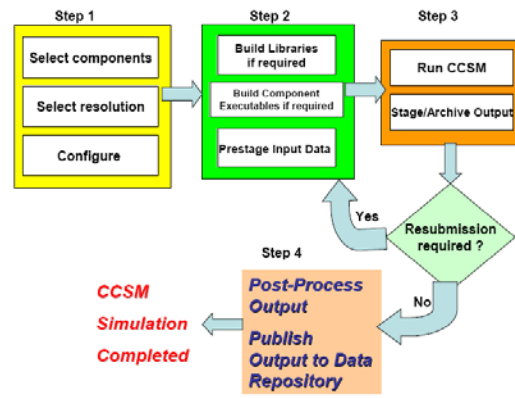 Step 1
Select components
Select resolution
Configure
Step 2
Build Libraries
if required
Build Component
Executables if required
Prestage Input Data
Step 3
Run CCSM
Stage/Archive Output
Resubmission
required ?
Yes
No
Step 4
Post-Process
Output
Publish
Output to Data
Repository
CCSM
Simulation
Completed